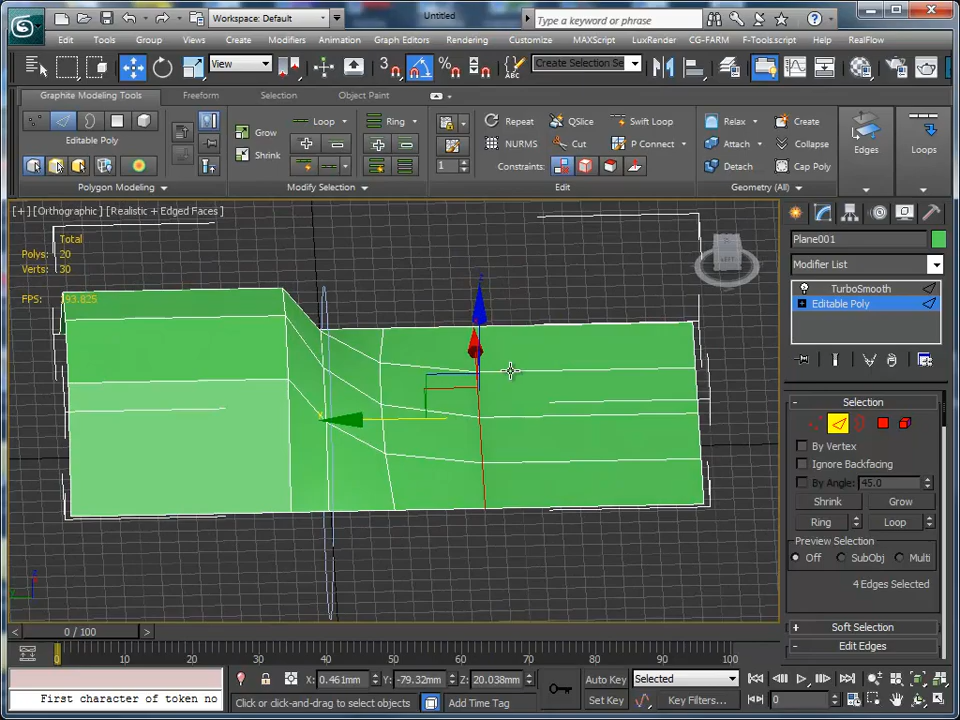 Workspace: Default
Untitled
Type a keyword or phrase
Edit Tools Group Views Create Modifiers Animation Graph Editors Rendering Customize MAXScript LuxRender CG-FARM F-Tools.script Help RealFlow
View
3
Create Selection Se
Graphite Modeling Tools Freeform Selection Object Paint
Editable Poly
Grow
Shrink
Loop
Ring
1
Repeat QSlice Swift Loop
NURMS Cut P Connect
Constraints:
Relax Create
Attach Collapse
Detach Cap Poly
Edges
Loops
Polygon Modeling
Modify Selection
Edit
Geometry (All)
[+] [Orthographic] [Realistic + Edged Faces]
Total
Polys: 20
Verts: 30
FPS: 93.825
Plane001
Modifier List
TurboSmooth
Editable Poly
Selection
By Vertex
Ignore Backfacing
By Angle: 45.0
Shrink Grow
Ring Loop
Preview Selection
Off SubObj Multi
4 Edges Selected
Soft Selection
Edit Edges
0 / 100
0 10 20 30 40 50 60 70 80 90 100
X: 0.461mm Y: -79.32mm Z: 20.038mm
Auto Key Selected
Set Key Key Filters...
0
First character of token no
Click or click-and-drag to select objects
Add Time Tag